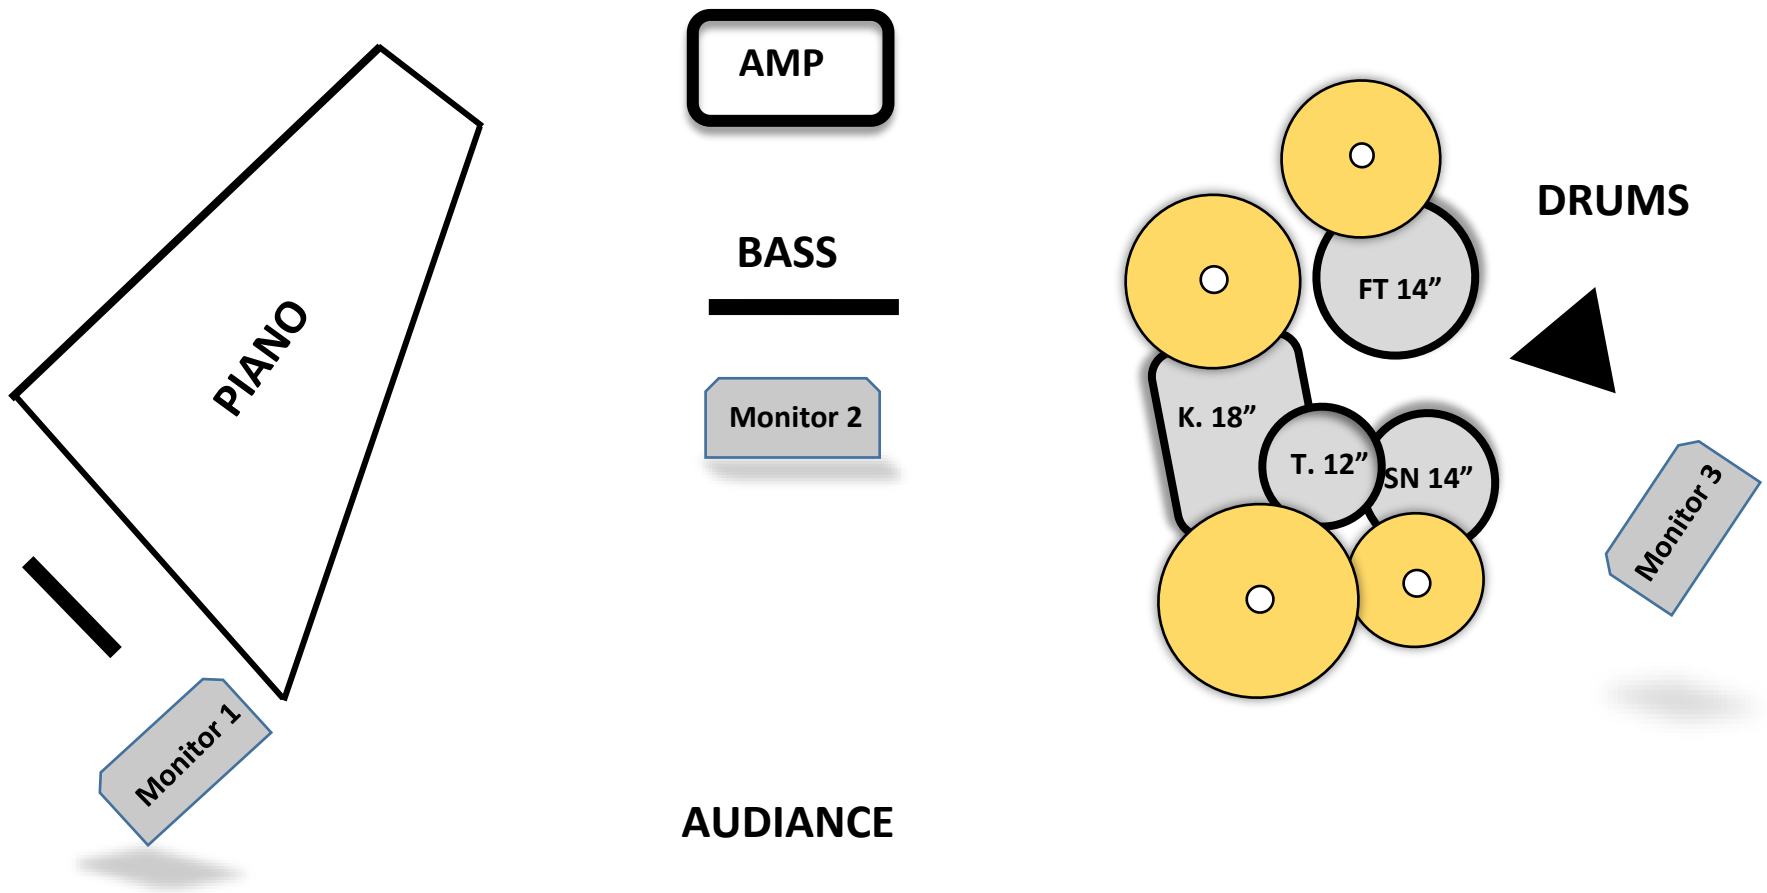 AMP
DRUMS
BASS
FT 14”
PIANO
Monitor 2
K. 18”
T. 12”
SN 14”
Monitor 3
Monitor 1
AUDIANCE